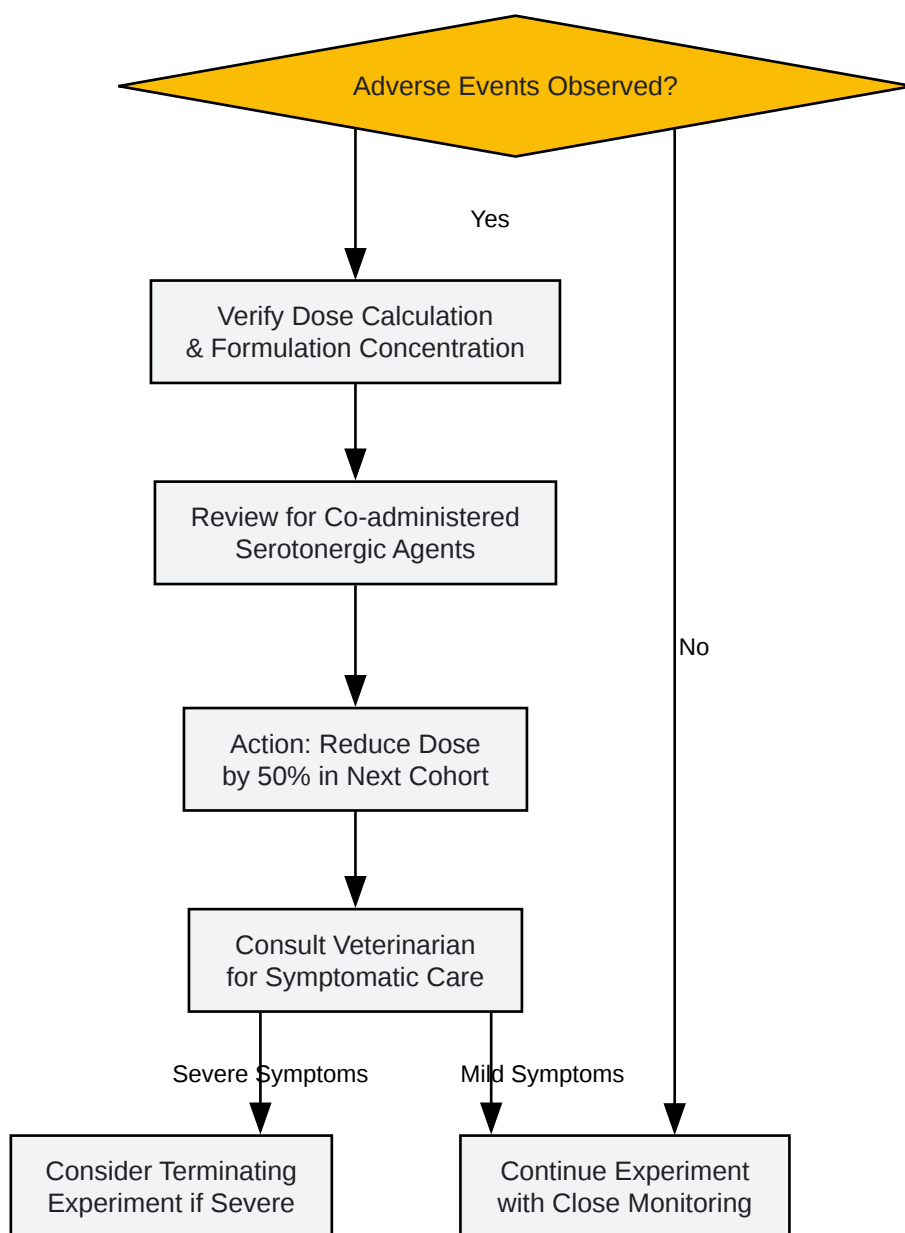 Adverse Events Observed?
Yes
Verify Dose Calculation
& Formulation Concentration
Review for Co-administered
Serotonergic Agents
No
Action: Reduce Dose
by 50% in Next Cohort
Consult Veterinarian
for Symptomatic Care
Severe Symptoms
Mild Symptoms
Consider Terminating
Experiment if Severe
Continue Experiment
with Close Monitoring